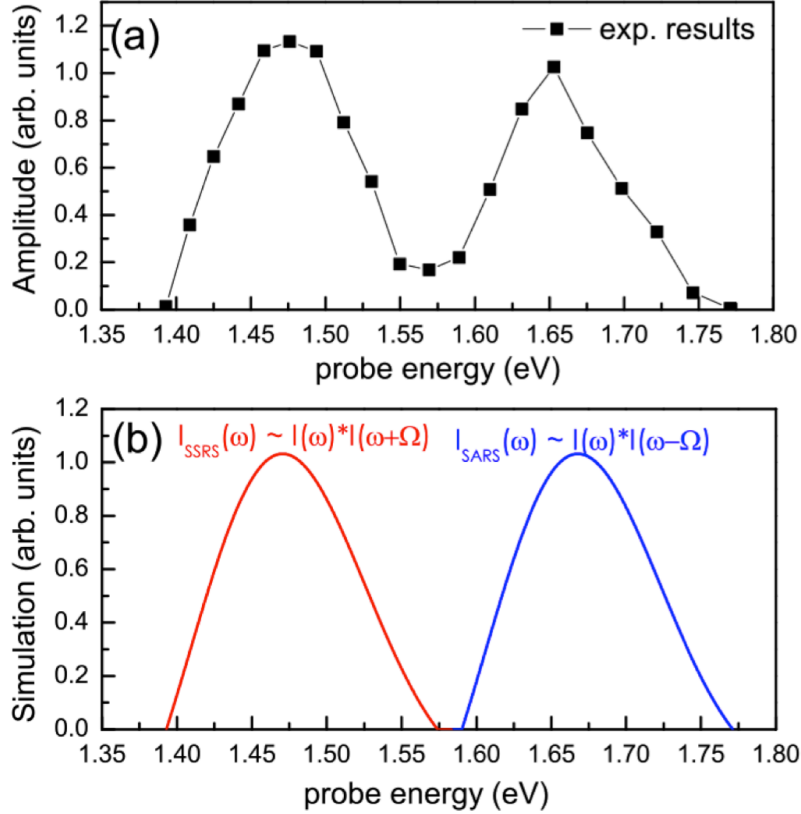 (a)
exp. results
Amplitude (arb. units)
1.2
1.0
0.8
0.6
0.4
0.2
0.0
1.35 1.40 1.45 1.50 1.55 1.60 1.65 1.70 1.75 1.80
probe energy (eV)
(b)
I_SSRS(ω) ~ I(ω)*I(ω+Ω)
I_SARS(ω) ~ I(ω)*I(ω−Ω)
Simulation (arb. units)
1.2
1.0
0.8
0.6
0.4
0.2
0.0
1.35 1.40 1.45 1.50 1.55 1.60 1.65 1.70 1.75 1.80
probe energy (eV)